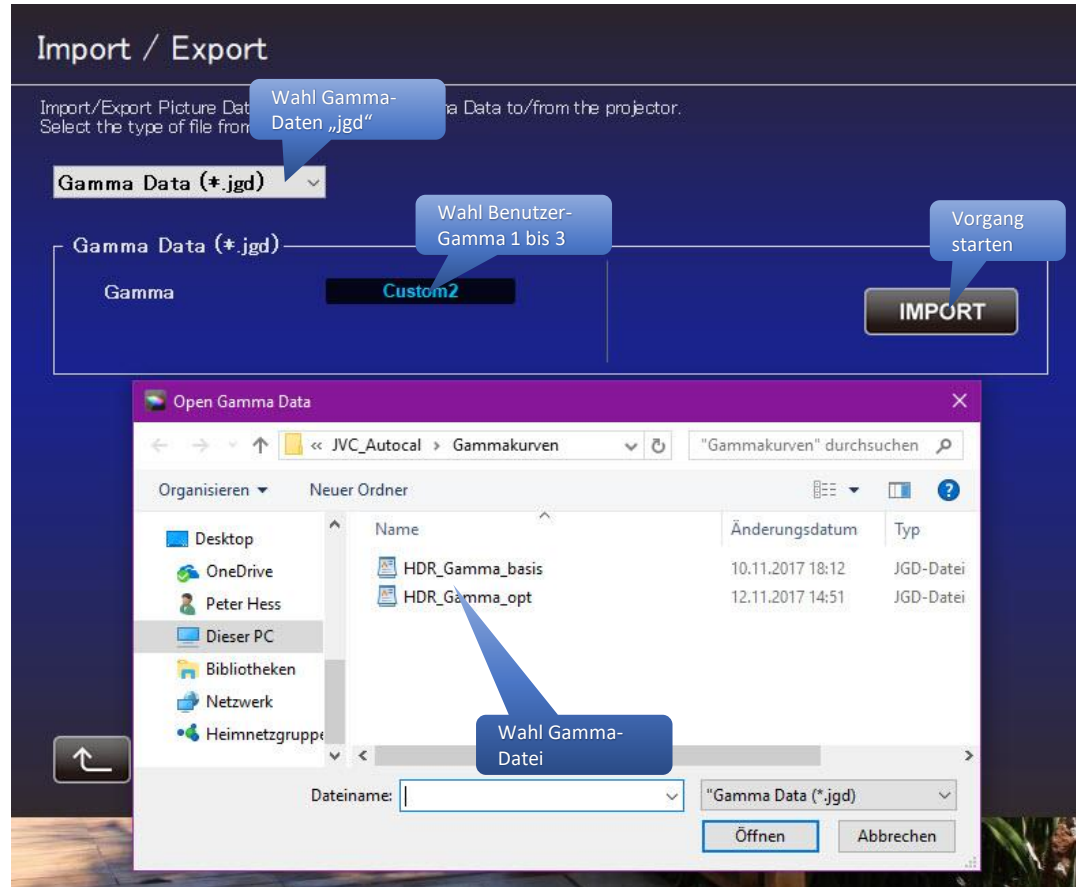 Import / Export
Import/Export Picture Dat
a Data to/from the projector.
Select the type of file from
Wahl Gamma-
Daten „jgd“
Gamma Data (*.jgd)
Wahl Benutzer-
Gamma 1 bis 3
Vorgang
starten
Gamma Data (*.jgd)
Gamma
Custom2
IMPORT
Open Gamma Data
« JVC_Autocal › Gammakurven
"Gammakurven" durchsuchen
Organisieren
Neuer Ordner
Name
Änderungsdatum
Typ
Desktop
OneDrive
Peter Hess
Dieser PC
Bibliotheken
Netzwerk
Heimnetzgruppe
HDR_Gamma_basis
10.11.2017 18:12
JGD-Datei
HDR_Gamma_opt
12.11.2017 14:51
JGD-Datei
Wahl Gamma-
Datei
Dateiname:
"Gamma Data (*.jgd)
Öffnen
Abbrechen